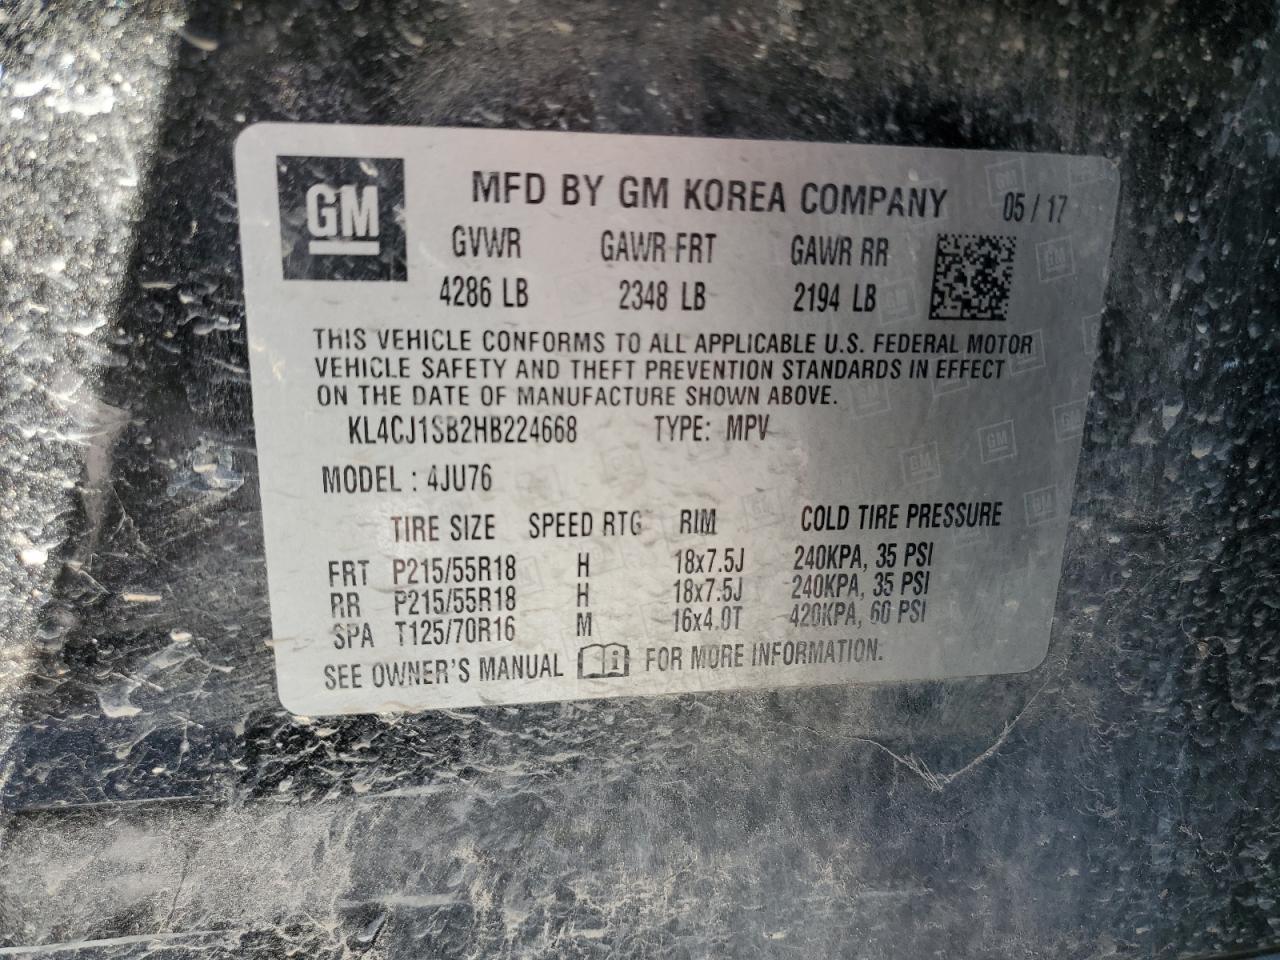 GM
MFD BY GM KOREA COMPANY 05 / 17
GVWR GAWR FRT GAWR RR
4286 LB 2348 LB 2194 LB
THIS VEHICLE CONFORMS TO ALL APPLICABLE U.S. FEDERAL MOTOR
VEHICLE SAFETY AND THEFT PREVENTION STANDARDS IN EFFECT
ON THE DATE OF MANUFACTURE SHOWN ABOVE.
KL4CJ1SB2HB224668 TYPE: MPV
MODEL : 4JU76
TIRE SIZE SPEED RTG RIM COLD TIRE PRESSURE
FRT P215/55R18 H 18x7.5J 240KPA, 35 PSI
RR P215/55R18 H 18x7.5J 240KPA, 35 PSI
SPA T125/70R16 M 16x4.0T 420KPA, 60 PSI
SEE OWNER'S MANUAL FOR MORE INFORMATION.